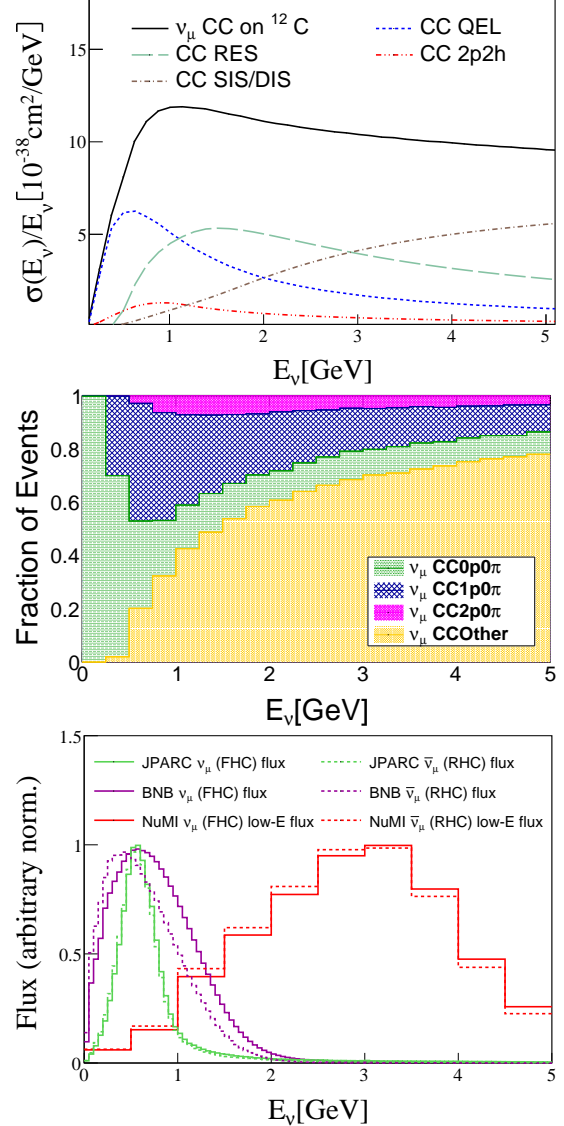 ν_μ CC on ¹² C
CC QEL
CC RES
CC 2p2h
CC SIS/DIS
σ(E_ν)/E_ν [10⁻³⁸cm²/GeV]
15
10
5
1 2 3 4 5
E_ν[GeV]
Fraction of Events
1
0.8
0.6
0.4
0.2
0
ν_μ CC0p0π
ν_μ CC1p0π
ν_μ CC2p0π
ν_μ CCOther
0 1 2 3 4 5
E_ν[GeV]
Flux (arbitrary norm.)
1.5
1
0.5
0
JPARC ν_μ (FHC) flux
JPARC ν̅_μ (RHC) flux
BNB ν_μ (FHC) flux
BNB ν̅_μ (RHC) flux
NuMI ν_μ (FHC) low-E flux
NuMI ν̅_μ (RHC) low-E flux
0 1 2 3 4 5
E_ν[GeV]